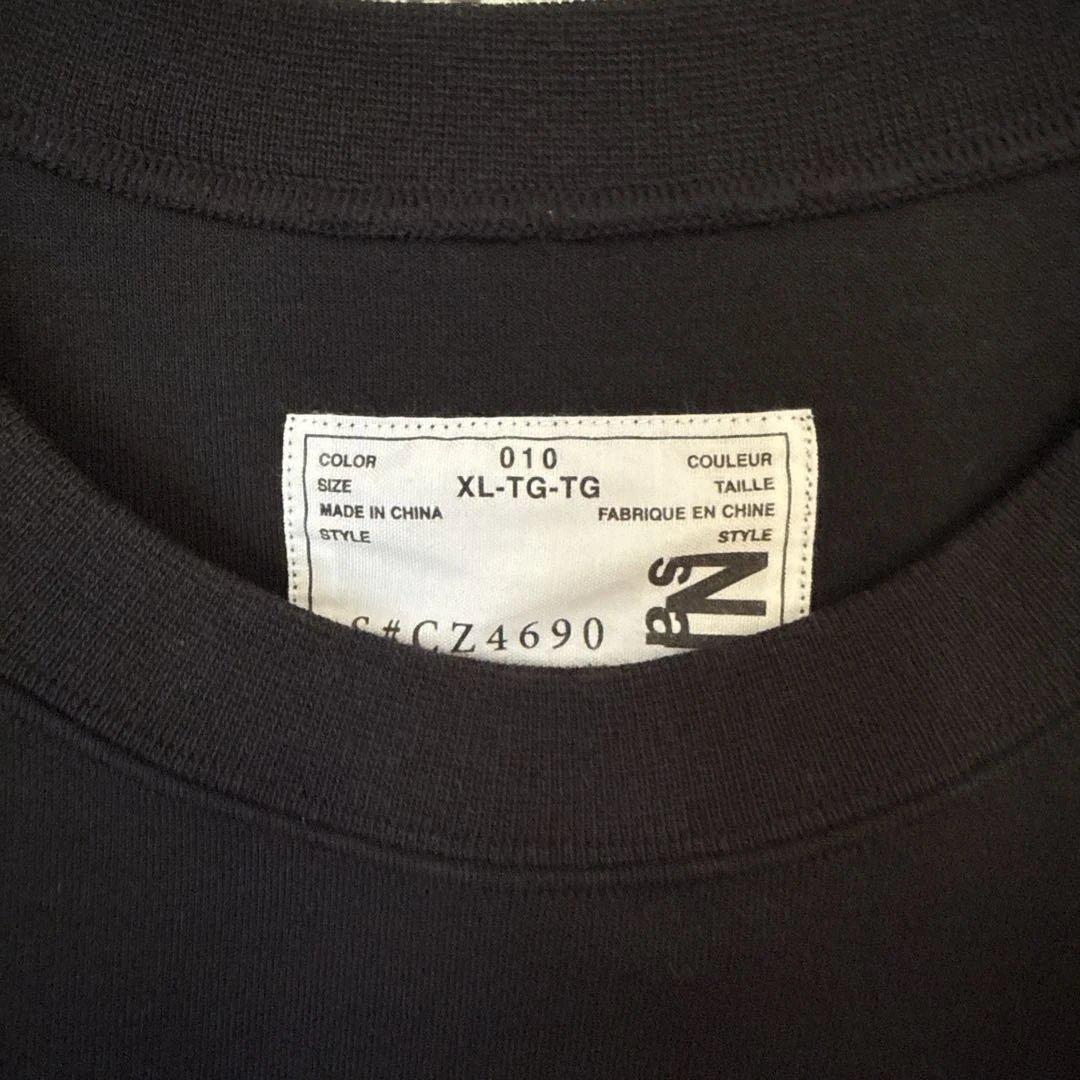 COLOR 010 COULEUR
SIZE XL-TG-TG TAILLE
MADE IN CHINA FABRIQUE EN CHINE
STYLE STYLE
#CZ4690